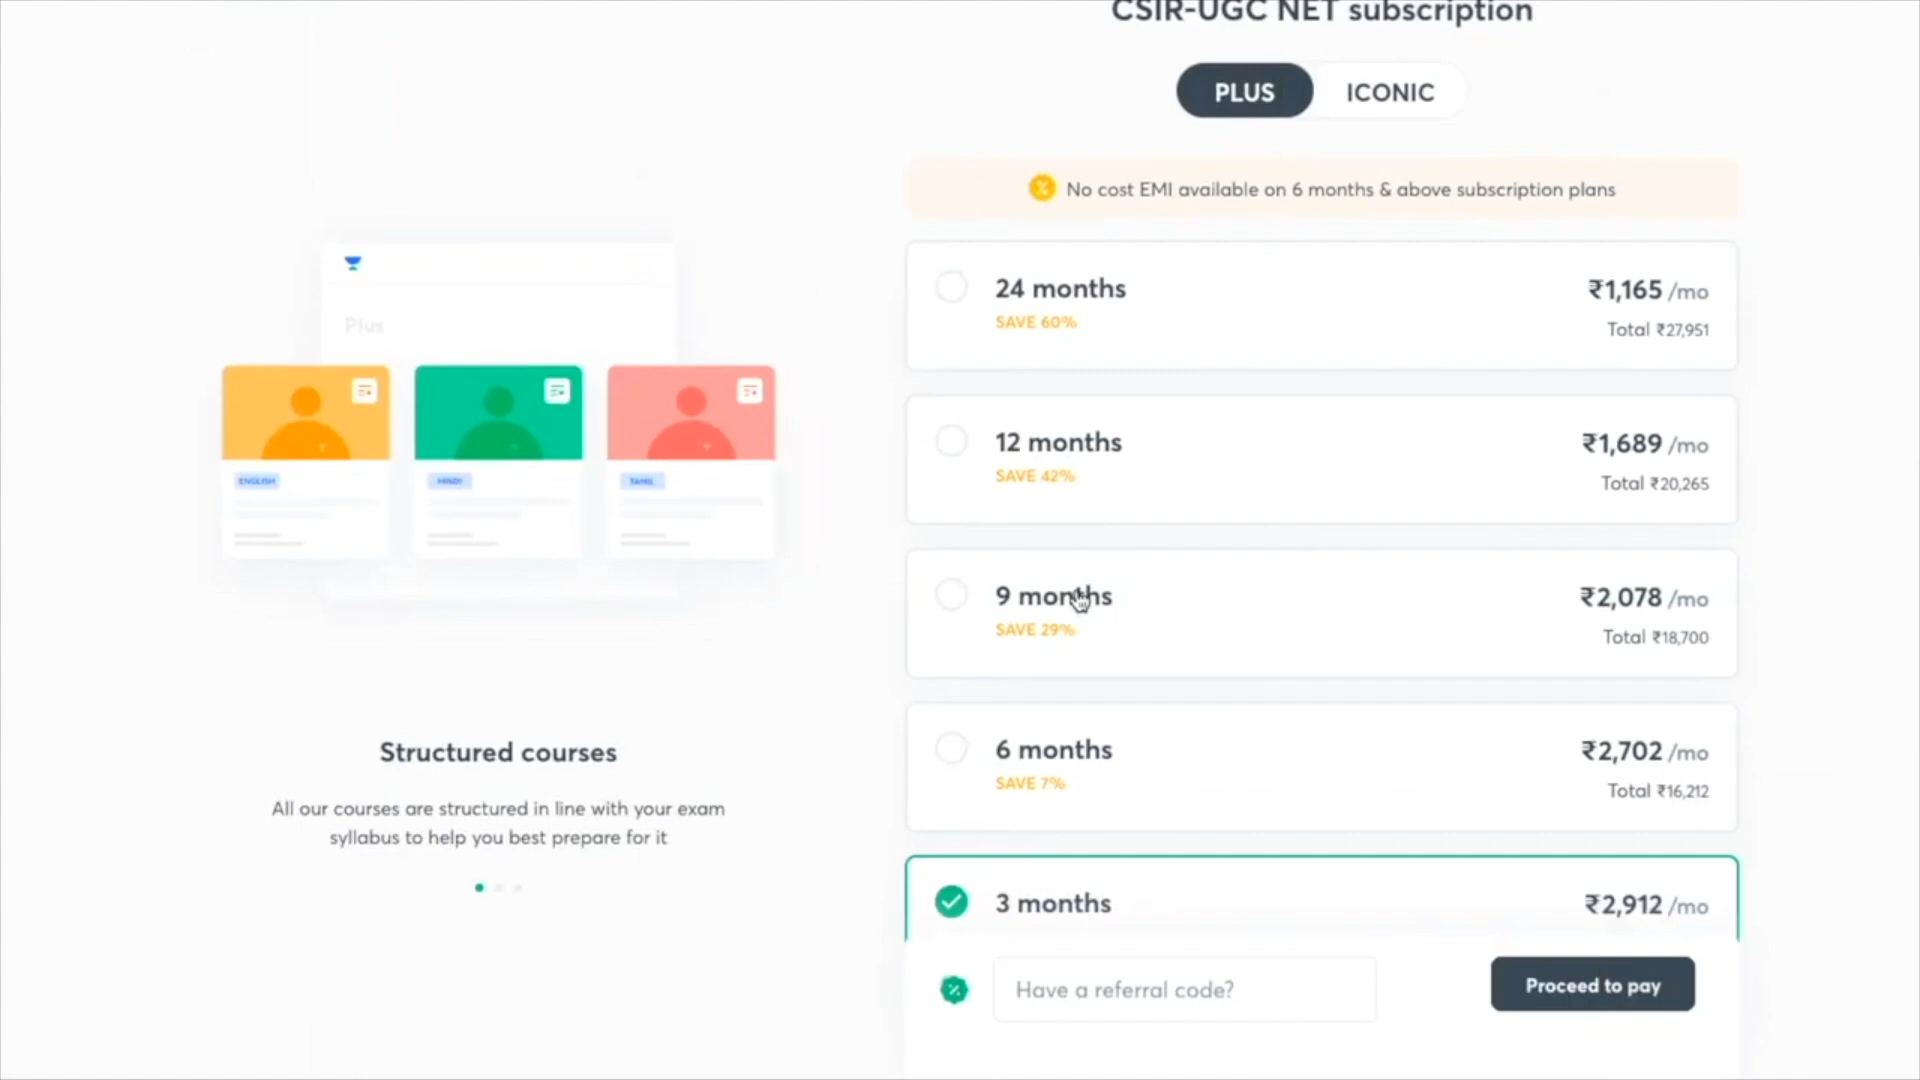 CSIR-UGC NET subscription
PLUS
ICONIC
No cost EMI available on 6 months & above subscription plans
24 months
₹1,165 /mo
SAVE 60%
Total ₹27,951
12 months
₹1,689 /mo
SAVE 42%
Total ₹20,265
9 months
₹2,078 /mo
SAVE 29%
Total ₹18,700
6 months
₹2,702 /mo
SAVE 7%
Total ₹16,212
3 months
₹2,912 /mo
Have a referral code?
Proceed to pay
Plus
ENGLISH
HINDI
TAMIL
Structured courses
All our courses are structured in line with your exam
syllabus to help you best prepare for it